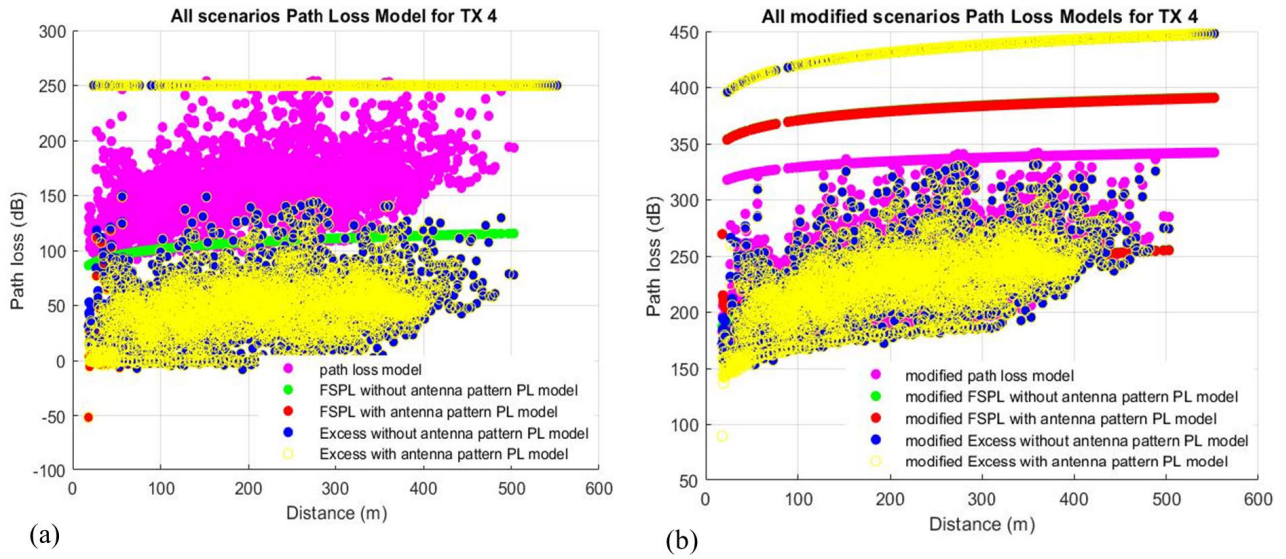 All scenarios Path Loss Model for TX 4
300
250
200
150
100
50
0
-50
-100
Path loss (dB)
path loss model
FSPL without antenna pattern PL model
FSPL with antenna pattern PL model
Excess without antenna pattern PL model
Excess with antenna pattern PL model
0 100 200 300 400 500 600
Distance (m)
(a)
All modified scenarios Path Loss Models for TX 4
450
400
350
300
250
200
150
100
50
Path loss (dB)
modified path loss model
modified FSPL without antenna pattern PL model
modified FSPL with antenna pattern PL model
modified Excess without antenna pattern PL model
modified Excess with antenna pattern PL model
0 100 200 300 400 500 600
Distance (m)
(b)